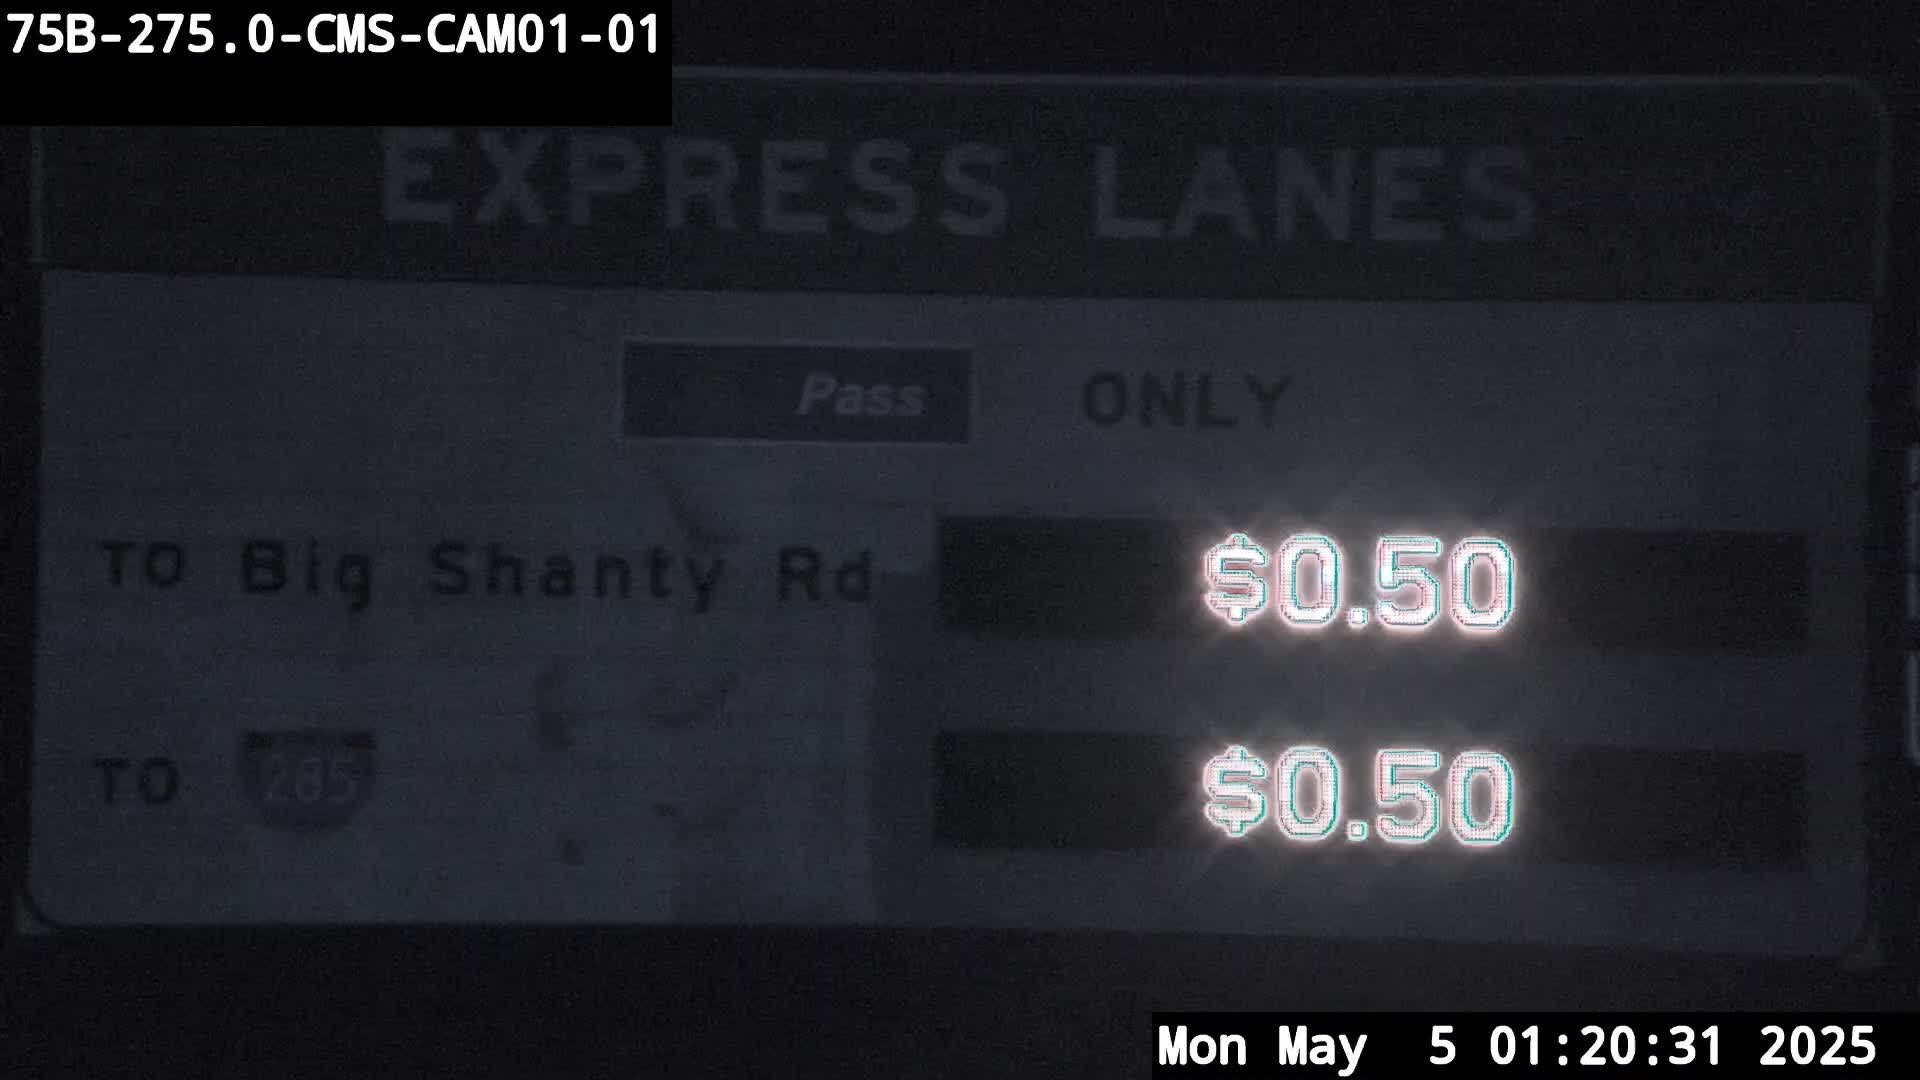 75B-275.0-CMS-CAM01-01
EXPRESS LANES
Pass ONLY
TO Big Shanty Rd $0.50
TO 285 $0.50
Mon May 5 01:20:31 2025